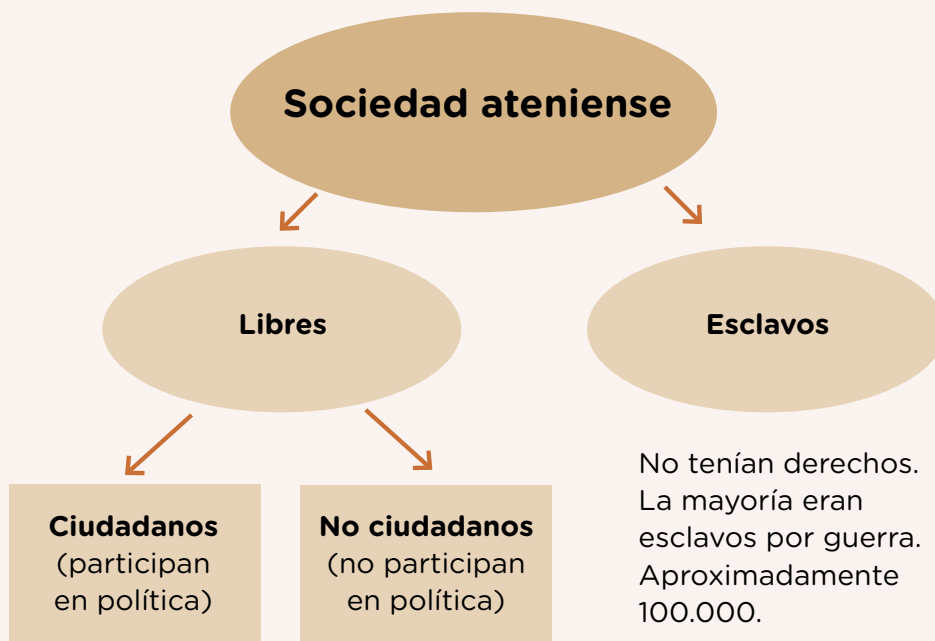 Sociedad ateniense
Libres
Esclavos
Ciudadanos
(participan
en política)
No ciudadanos
(no participan
en política)
No tenían derechos.
La mayoría eran
esclavos por guerra.
Aproximadamente
100.000.